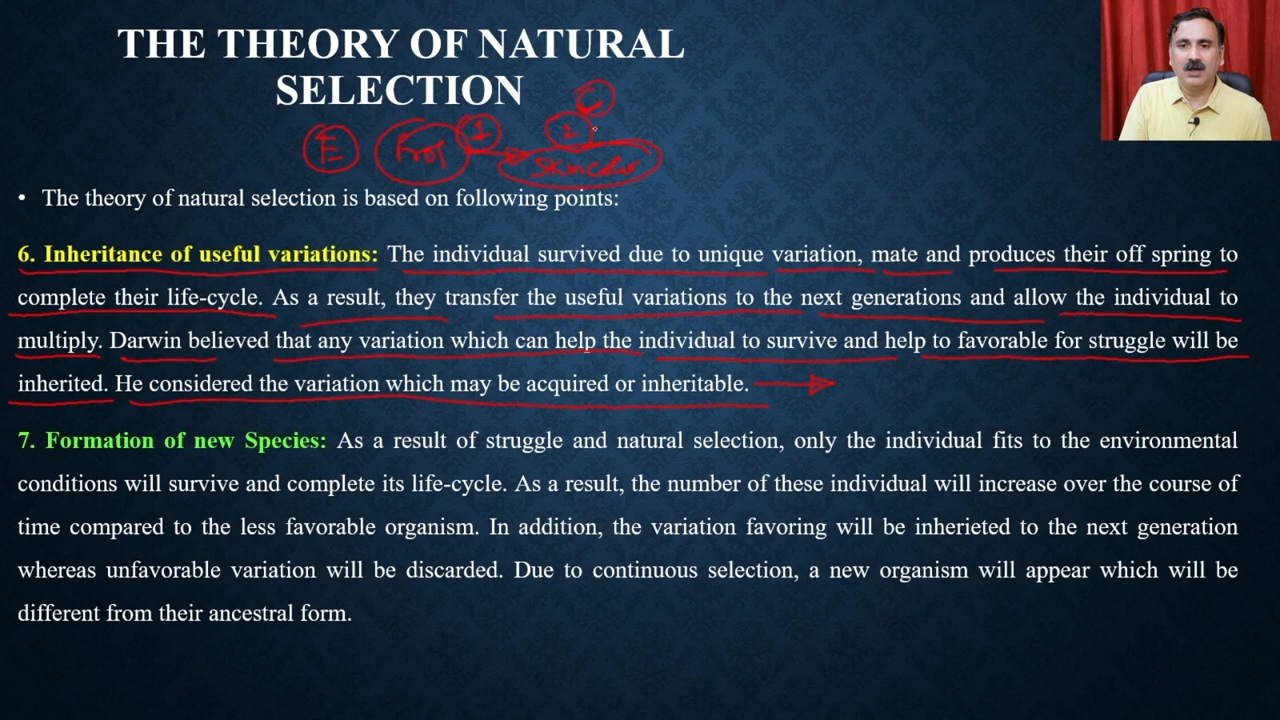 THE THEORY OF NATURAL
SELECTION
C
E Frog 1 2
Skin color
• The theory of natural selection is based on following points:
6. Inheritance of useful variations: The individual survived due to unique variation, mate and produces their off spring to
complete their life-cycle. As a result, they transfer the useful variations to the next generations and allow the individual to
multiply. Darwin believed that any variation which can help the individual to survive and help to favorable for struggle will be
inherited. He considered the variation which may be acquired or inheritable.
7. Formation of new Species: As a result of struggle and natural selection, only the individual fits to the environmental
conditions will survive and complete its life-cycle. As a result, the number of these individual will increase over the course of
time compared to the less favorable organism. In addition, the variation favoring will be inherieted to the next generation
whereas unfavorable variation will be discarded. Due to continuous selection, a new organism will appear which will be
different from their ancestral form.